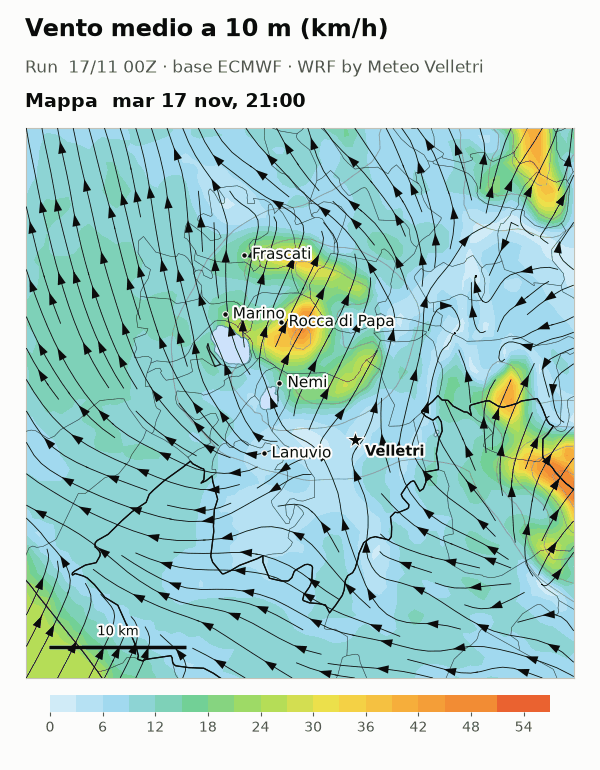 Vento medio a 10 m (km/h)
Run  17/11 00Z · base ECMWF · WRF by Meteo Velletri
Mappa  mar 17 nov, 21:00
Frascati
Marino
Rocca di Papa
Nemi
Velletri
Lanuvio
10 km
0 6 12 18 24 30 36 42 48 54